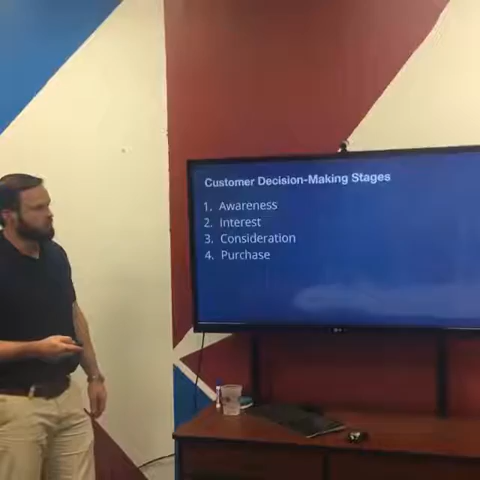 Customer Decision-Making Stages
1. Awareness
2. Interest
3. Consideration
4. Purchase